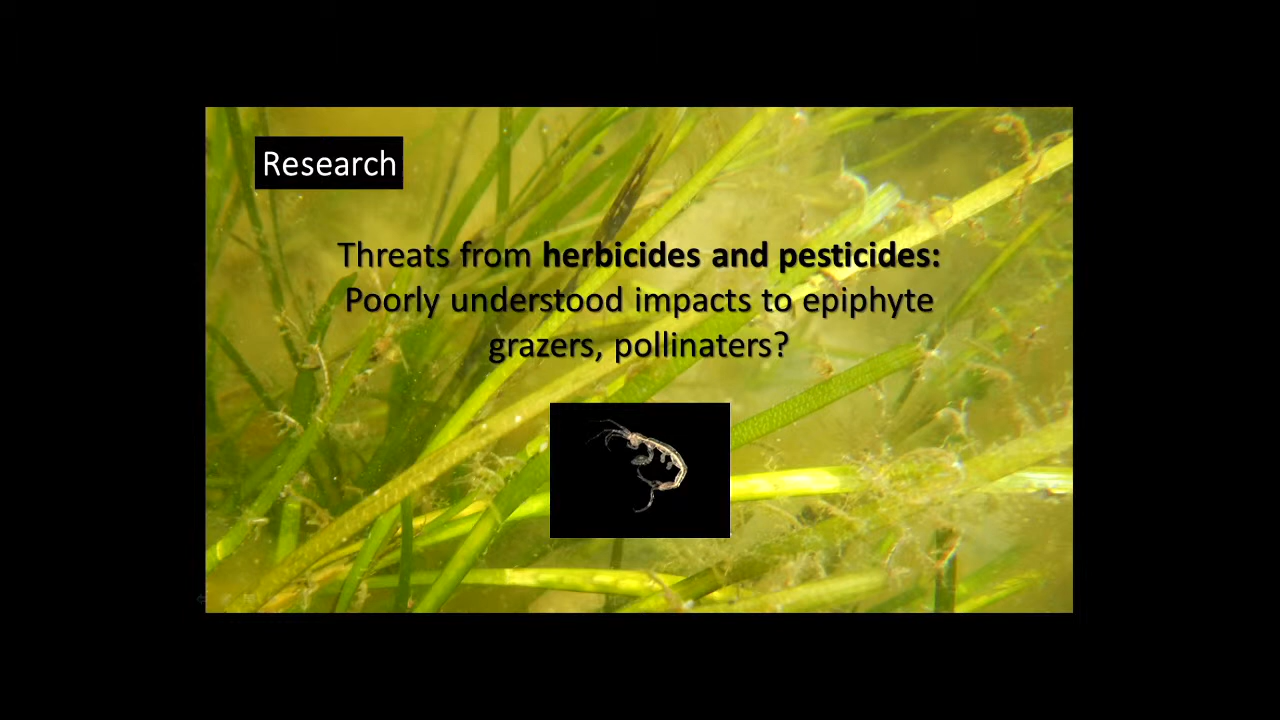 Research
Threats from herbicides and pesticides:
Poorly understood impacts to epiphyte
grazers, pollinaters?